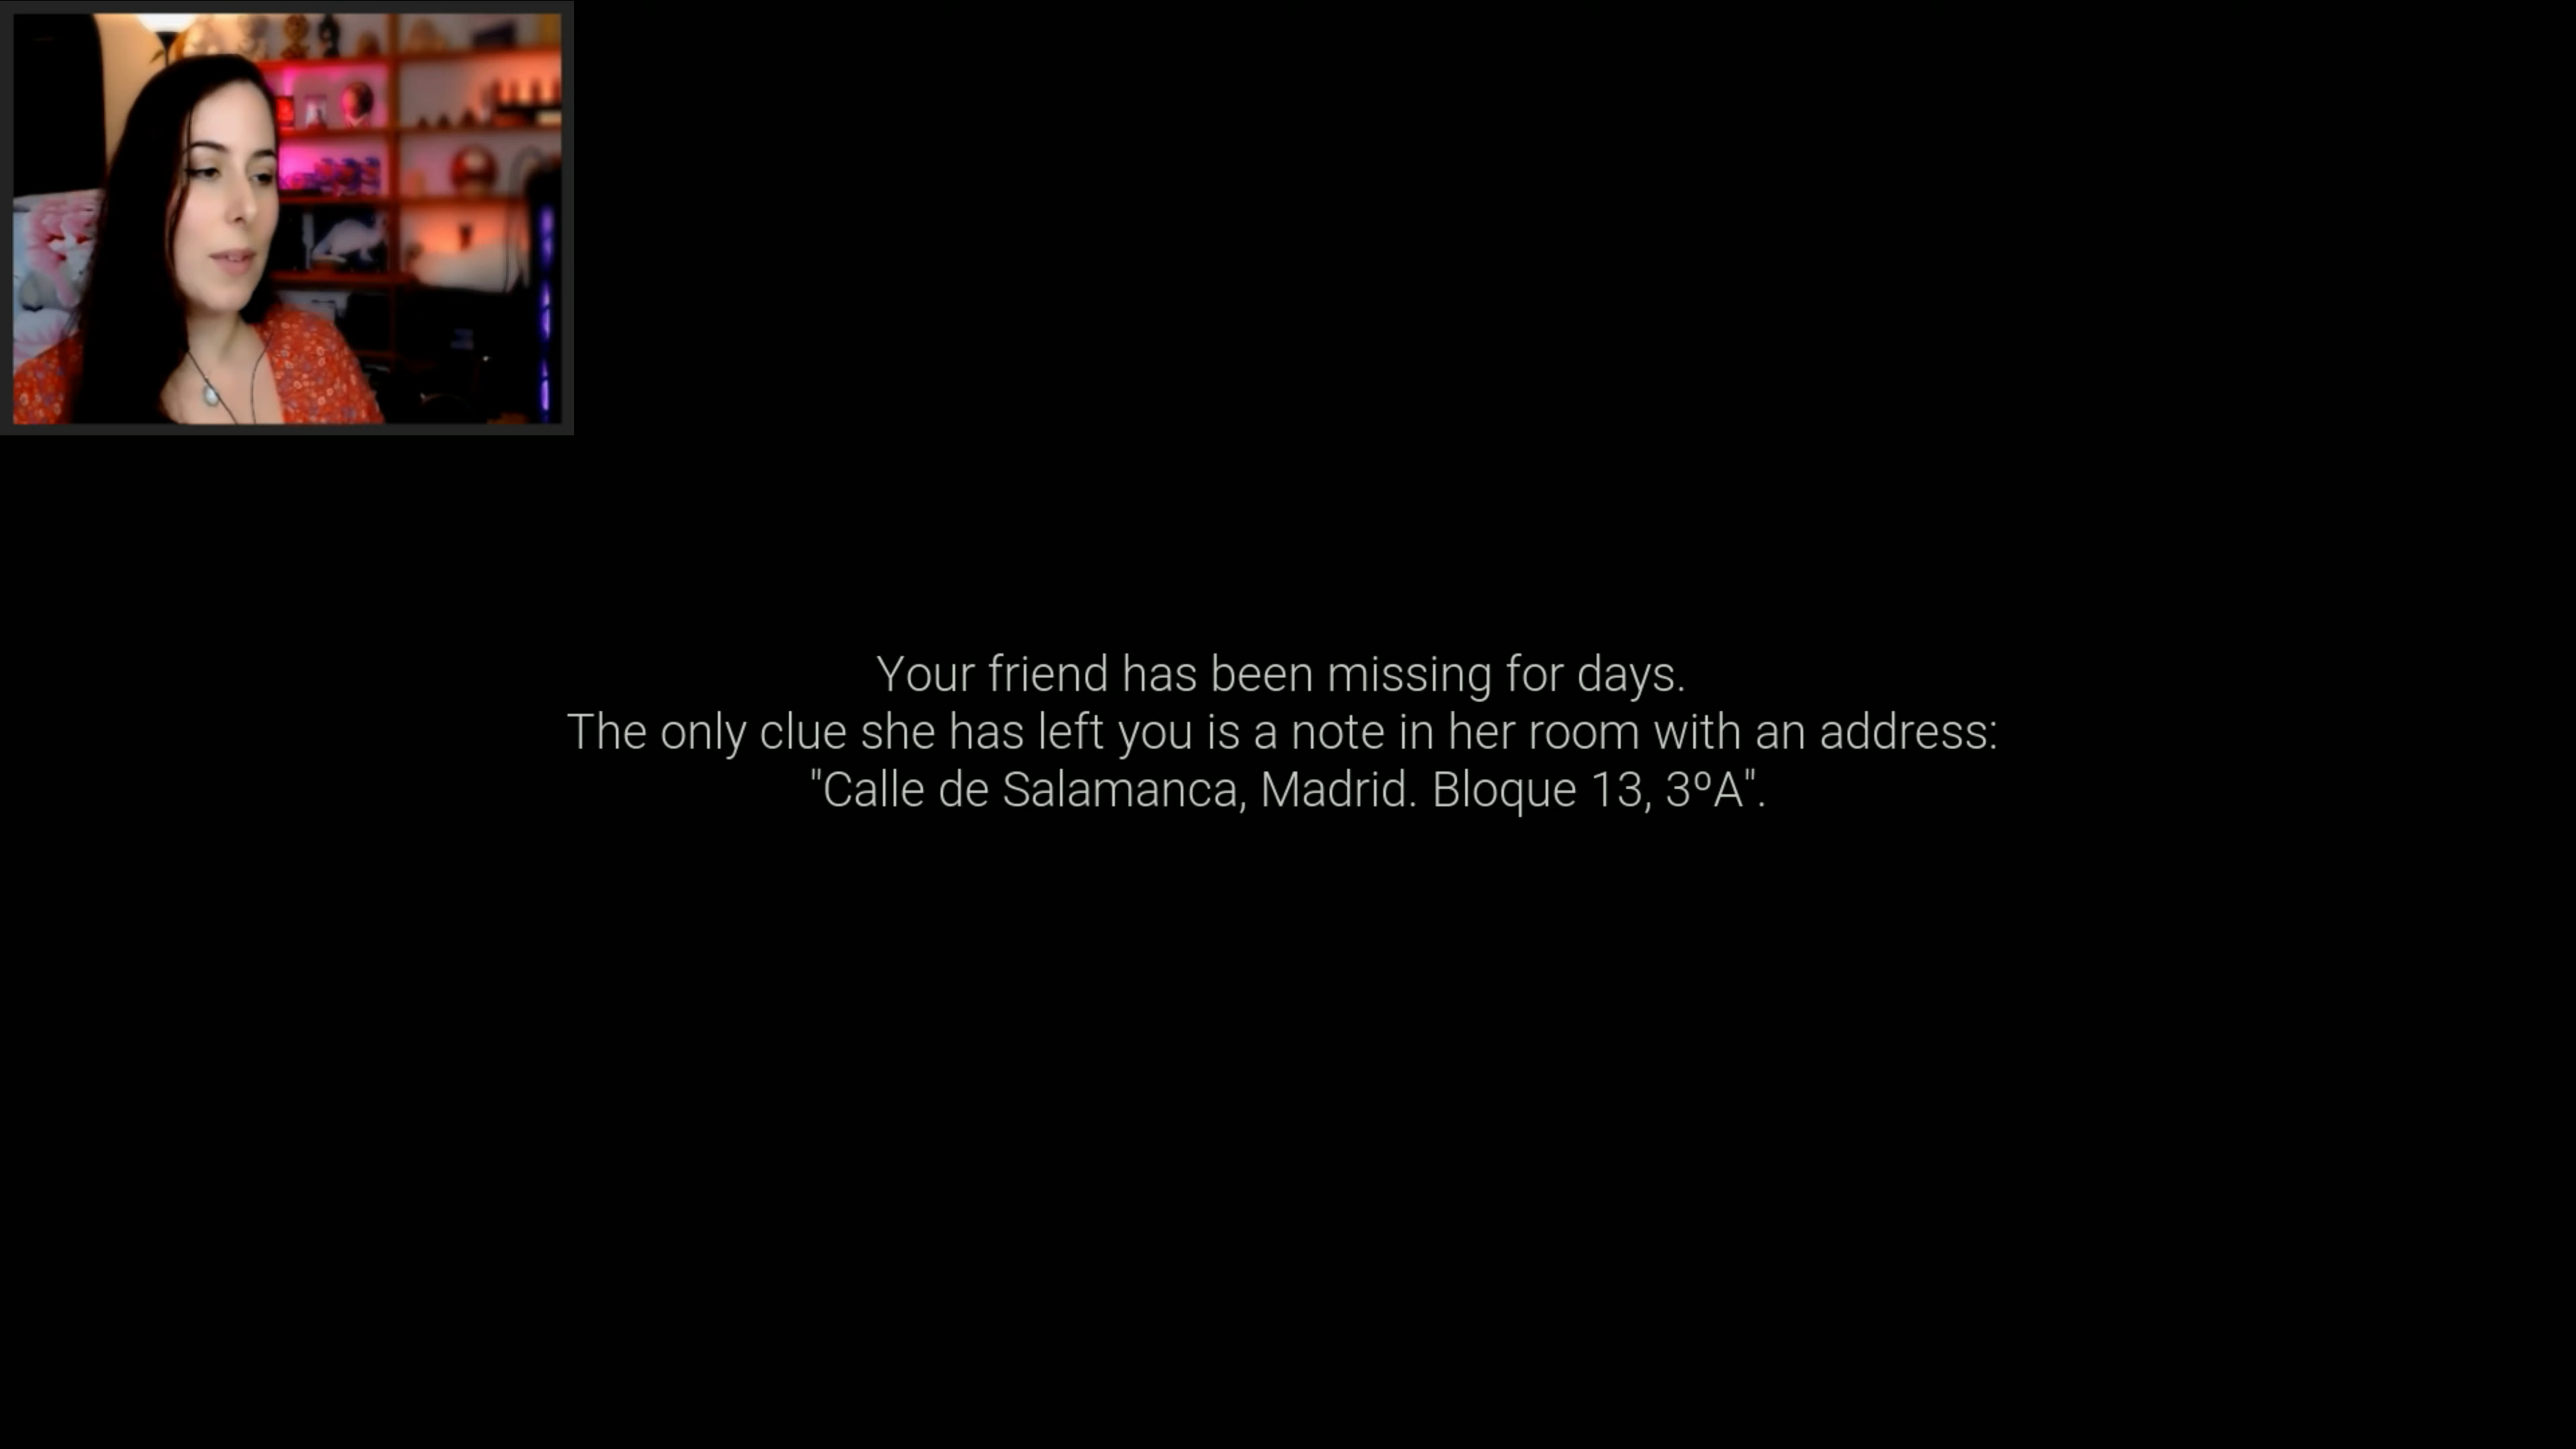 Your friend has been missing for days.
The only clue she has left you is a note in her room with an address:
"Calle de Salamanca, Madrid. Bloque 13, 3ºA".